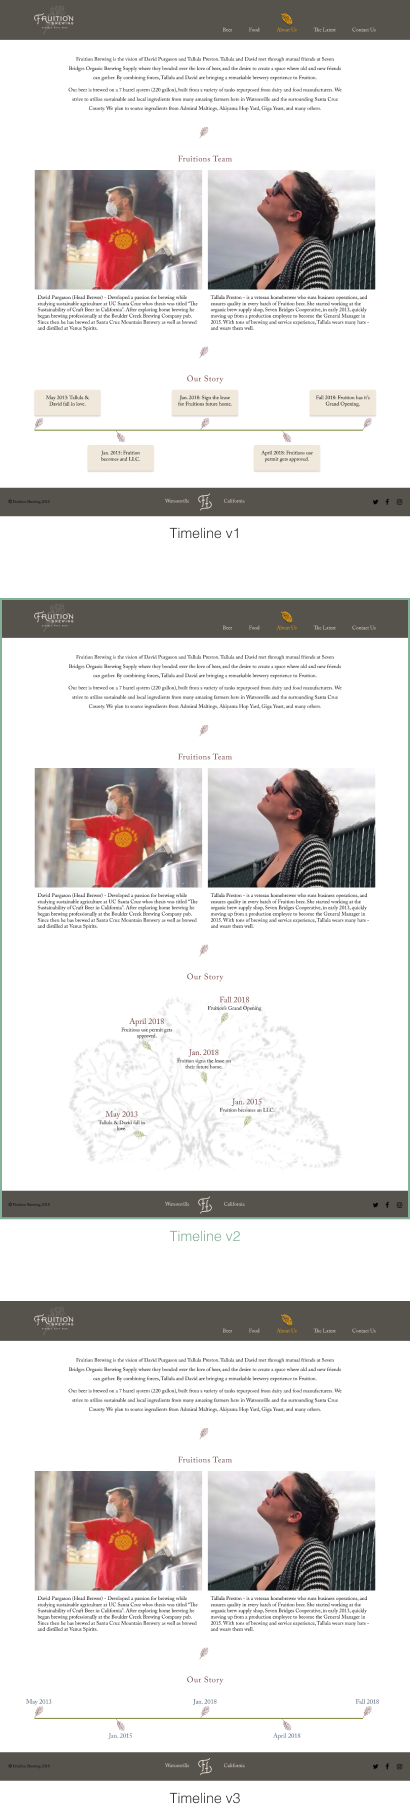 FRUITION
BREWING
Beer Food About Us The Latest Contact Us
Fruition Brewing is the vision of David Purgason and Tallula Preston. Tallula and David met through mutual friends at Seven
Bridges Organic Brewing Supply where they bonded over the love of beer, and the desire to create a space where old and new friends
can gather. By combining forces, Tallula and David are bringing a remarkable brewery experience to Fruition.
Our beer is brewed on a 7 barrel system (220 gallon), built from a variety of tanks repurposed from dairy and food manufacturers. We
strive to utilize sustainable and local ingredients from many amazing farmers here in Watsonville and the surrounding Santa Cruz
County. We plan to source ingredients from Admiral Maltings, Akiyama Hop Yard, Giga Yeast, and many others.
Fruitions Team
David Purgason (Head Brewer) - Developed a passion for brewing while
studying sustainable agriculture at UC Santa Cruz whos thesis was titled "The
Sustainability of Craft Beer in California". After exploring home brewing he
began brewing professionally at the Boulder Creek Brewing Company pub.
Since then he has brewed at Santa Cruz Mountain Brewery as well as brewed
and distilled at Venus Spirits.
Tallula Preston - is a veteran homebrewer who runs business operations, and
ensures quality in every batch of Fruition beer. She started working at the
organic brew supply shop, Seven Bridges Cooperative, in early 2013, quickly
moving up from a production employee to become the General Manager in
2015. With tons of brewing and service experience, Tallula wears many hats -
and wears them well.
Our Story
May 2013: Tallula &
David fall in love.
Jan. 2018: Sign the lease
for Fruitions future home.
Fall 2018: Fruition has it's
Grand Opening.
Jan. 2015: Fruition
becomes and LLC.
April 2018: Fruitions use
permit gets approved.
Watsonville California
Timeline v1
FRUITION
BREWING
Beer Food About Us The Latest Contact Us
Fruition Brewing is the vision of David Purgason and Tallula Preston. Tallula and David met through mutual friends at Seven
Bridges Organic Brewing Supply where they bonded over the love of beer, and the desire to create a space where old and new friends
can gather. By combining forces, Tallula and David are bringing a remarkable brewery experience to Fruition.
Our beer is brewed on a 7 barrel system (220 gallon), built from a variety of tanks repurposed from dairy and food manufacturers. We
strive to utilize sustainable and local ingredients from many amazing farmers here in Watsonville and the surrounding Santa Cruz
County. We plan to source ingredients from Admiral Maltings, Akiyama Hop Yard, Giga Yeast, and many others.
Fruitions Team
David Purgason (Head Brewer) - Developed a passion for brewing while
studying sustainable agriculture at UC Santa Cruz whos thesis was titled "The
Sustainability of Craft Beer in California". After exploring home brewing he
began brewing professionally at the Boulder Creek Brewing Company pub.
Since then he has brewed at Santa Cruz Mountain Brewery as well as brewed
and distilled at Venus Spirits.
Tallula Preston - is a veteran homebrewer who runs business operations, and
ensures quality in every batch of Fruition beer. She started working at the
organic brew supply shop, Seven Bridges Cooperative, in early 2013, quickly
moving up from a production employee to become the General Manager in
2015. With tons of brewing and service experience, Tallula wears many hats -
and wears them well.
Our Story
Fall 2018
Fruition's Grand Opening
April 2018
Fruitions use permit gets
approved.
Jan. 2018
Fruition signs the lease on
their future home.
Jan. 2015
Fruition becomes an LLC.
May 2013
Tallula & David fall in
love
Watsonville California
Timeline v2
FRUITION
BREWING
Beer Food About Us The Latest Contact Us
Fruition Brewing is the vision of David Purgason and Tallula Preston. Tallula and David met through mutual friends at Seven
Bridges Organic Brewing Supply where they bonded over the love of beer, and the desire to create a space where old and new friends
can gather. By combining forces, Tallula and David are bringing a remarkable brewery experience to Fruition.
Our beer is brewed on a 7 barrel system (220 gallon), built from a variety of tanks repurposed from dairy and food manufacturers. We
strive to utilize sustainable and local ingredients from many amazing farmers here in Watsonville and the surrounding Santa Cruz
County. We plan to source ingredients from Admiral Maltings, Akiyama Hop Yard, Giga Yeast, and many others.
Fruitions Team
David Purgason (Head Brewer) - Developed a passion for brewing while
studying sustainable agriculture at UC Santa Cruz whos thesis was titled "The
Sustainability of Craft Beer in California". After exploring home brewing he
began brewing professionally at the Boulder Creek Brewing Company pub.
Since then he has brewed at Santa Cruz Mountain Brewery as well as brewed
and distilled at Venus Spirits.
Tallula Preston - is a veteran homebrewer who runs business operations, and
ensures quality in every batch of Fruition beer. She started working at the
organic brew supply shop, Seven Bridges Cooperative, in early 2013, quickly
moving up from a production employee to become the General Manager in
2015. With tons of brewing and service experience, Tallula wears many hats -
and wears them well.
Our Story
May 2013 Jan. 2018 Fall 2018
Jan. 2015 April 2018
Watsonville California
Timeline v3